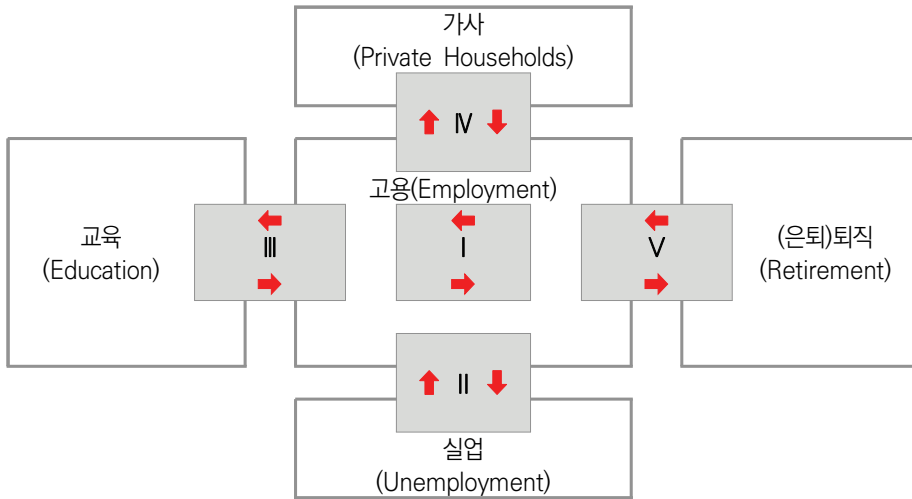 가사
(Private Households)
Ⅳ
고용(Employment)
교육
(Education)
Ⅲ
Ⅰ
Ⅴ
(은퇴)퇴직
(Retirement)
Ⅱ
실업
(Unemployment)